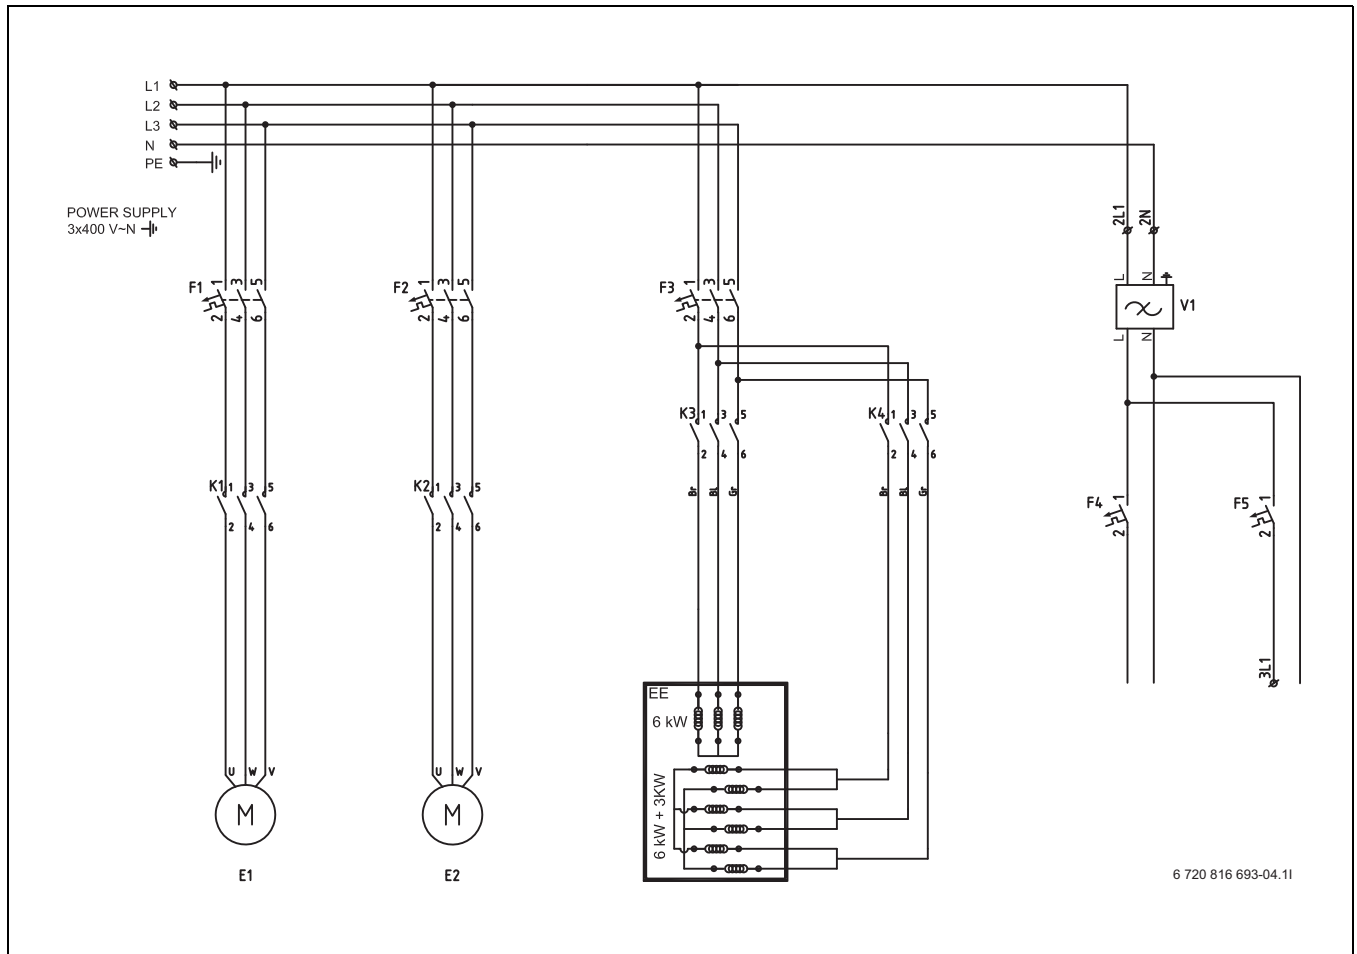 L1
L2
L3
N
PE
POWER SUPPLY
3x400 V~N
2L1 2N
L N
F1 1 3 5
2 4 6
F2 1 3 5
2 4 6
F3 1 3 5
2 4 6
V1
L N
K3 1 3 5
2 4 6
K4 1 3 5
2 4 6
Br Bl Gr
Br Bl Gr
K1 1 3 5
2 4 6
K2 1 3 5
2 4 6
F4 1
2
F5 1
2
3L1
EE
6 kW
6 kW + 3KW
U W V
M
E1
U W V
M
E2
6 720 816 693-04.1I